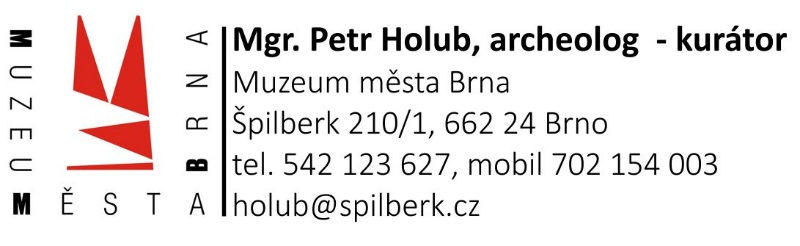 MUZEUM
MĚSTA
BRNA
Mgr. Petr Holub, archeolog - kurátor
Muzeum města Brna
Špilberk 210/1, 662 24 Brno
tel. 542 123 627, mobil 702 154 003
holub@spilberk.cz